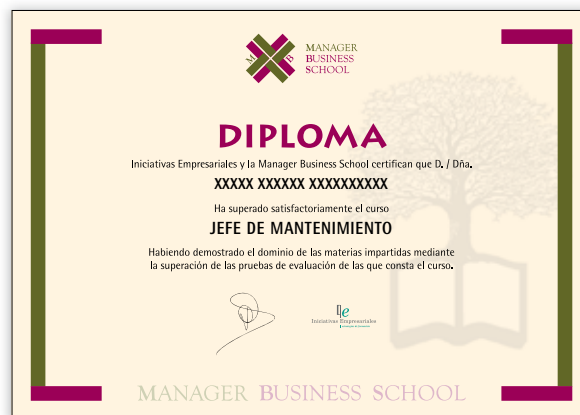 MANAGER
BUSINESS
SCHOOL
M B
DIPLOMA
Iniciativas Empresariales y la Manager Business School certifican que D. / Dña.
XXXXX XXXXXX XXXXXXXXXX
Ha superado satisfactoriamente el curso
JEFE DE MANTENIMIENTO
Habiendo demostrado el dominio de las materias impartidas mediante
la superación de las pruebas de evaluación de las que consta el curso.
Iniciativas Empresariales
MANAGER BUSINESS SCHOOL